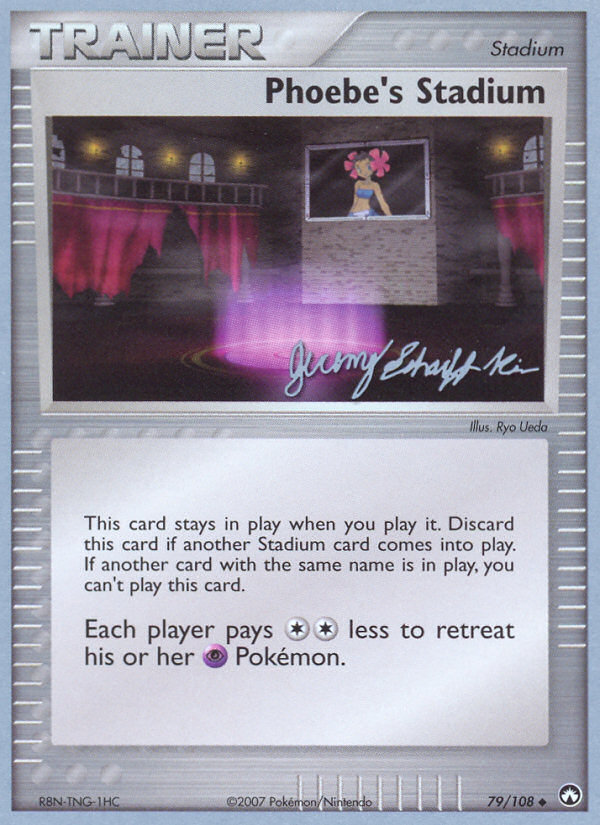 TRAINER
Stadium
Phoebe's Stadium
Jeremy Scharff-Kim
Illus. Ryo Ueda
This card stays in play when you play it. Discard
this card if another Stadium card comes into play.
If another card with the same name is in play, you
can't play this card.
Each player pays less to retreat
his or her Pokémon.
R8N-TNG-1HC
©2007 Pokémon/Nintendo
79/108